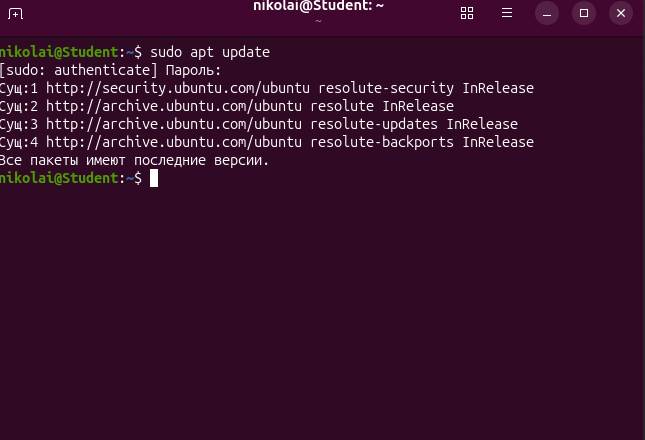 nikolai@Student: ~
~
nikolai@Student:~$ sudo apt update
[sudo: authenticate] Пароль:
Сущ:1 http://security.ubuntu.com/ubuntu resolute-security InRelease
Сущ:2 http://archive.ubuntu.com/ubuntu resolute InRelease
Сущ:3 http://archive.ubuntu.com/ubuntu resolute-updates InRelease
Сущ:4 http://archive.ubuntu.com/ubuntu resolute-backports InRelease
Все пакеты имеют последние версии.
nikolai@Student:~$